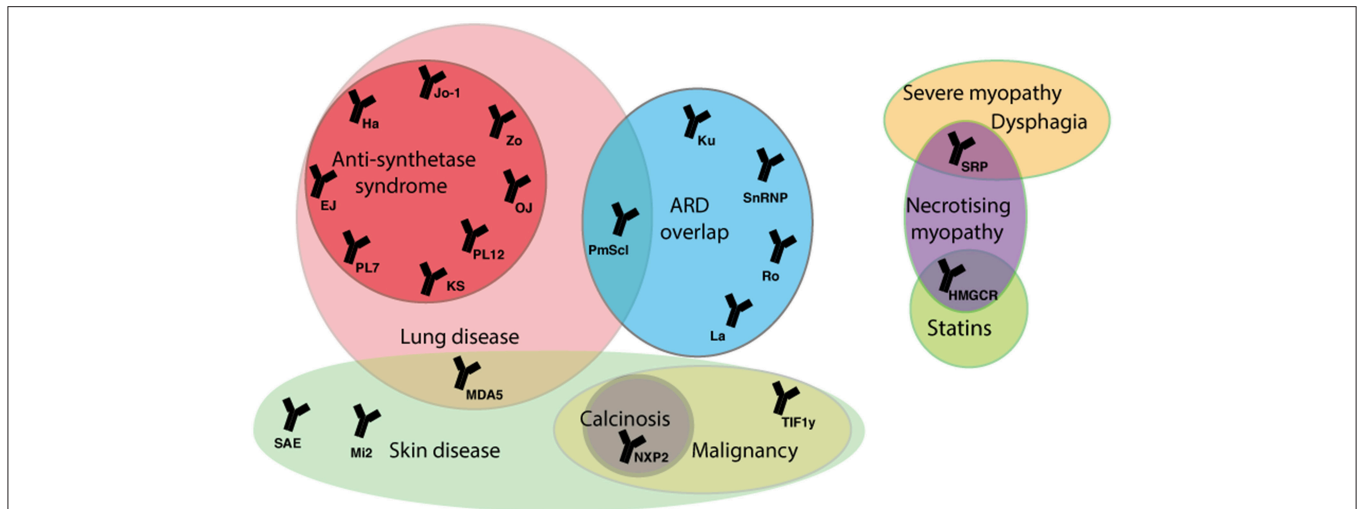 Jo-1
Ha
Zo
Anti-synthetase
syndrome
EJ
OJ
PL12
PL7
KS
Lung disease
Ku
SnRNP
ARD
overlap
PmScl
Ro
La
Severe myopathy
Dysphagia
SRP
Necrotising
myopathy
HMGCR
Statins
MDA5
SAE
Mi2
Skin disease
Calcinosis
NXP2
Malignancy
TIF1y